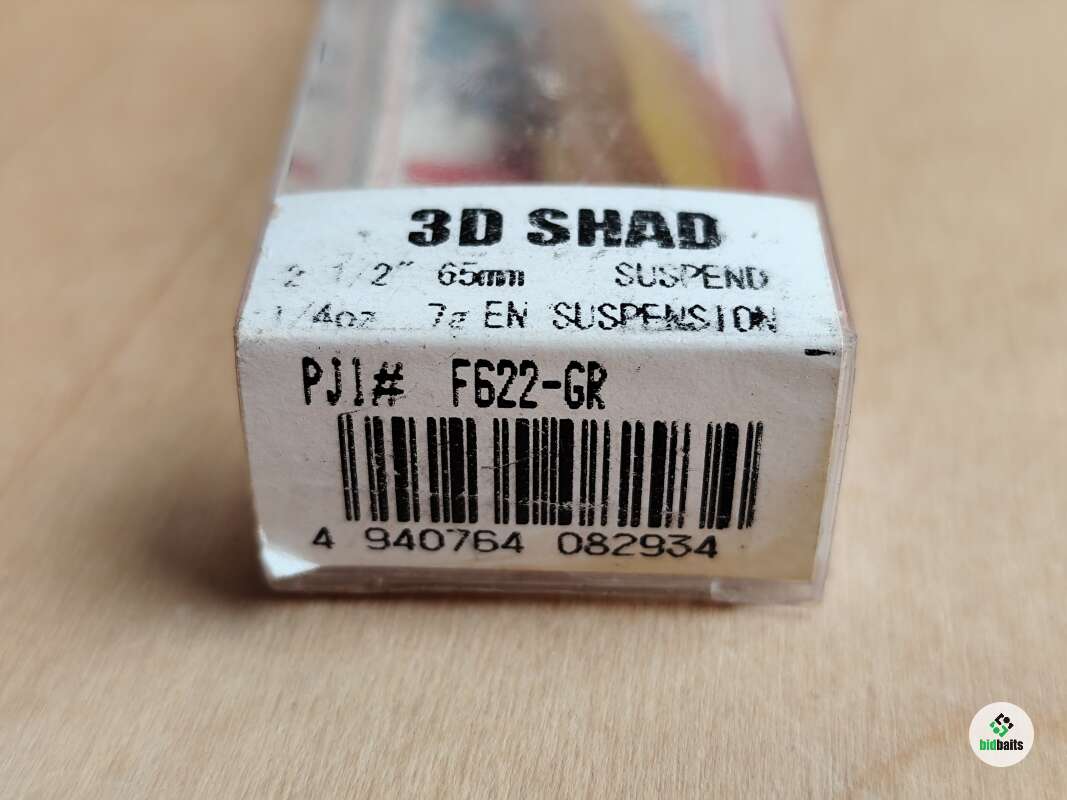 3D SHAD
2 1/2" 65mm SUSPEND
1/4oz 7g EN SUSPENSION
PJ1# F622-GR
4 940764 082934
bidbaits